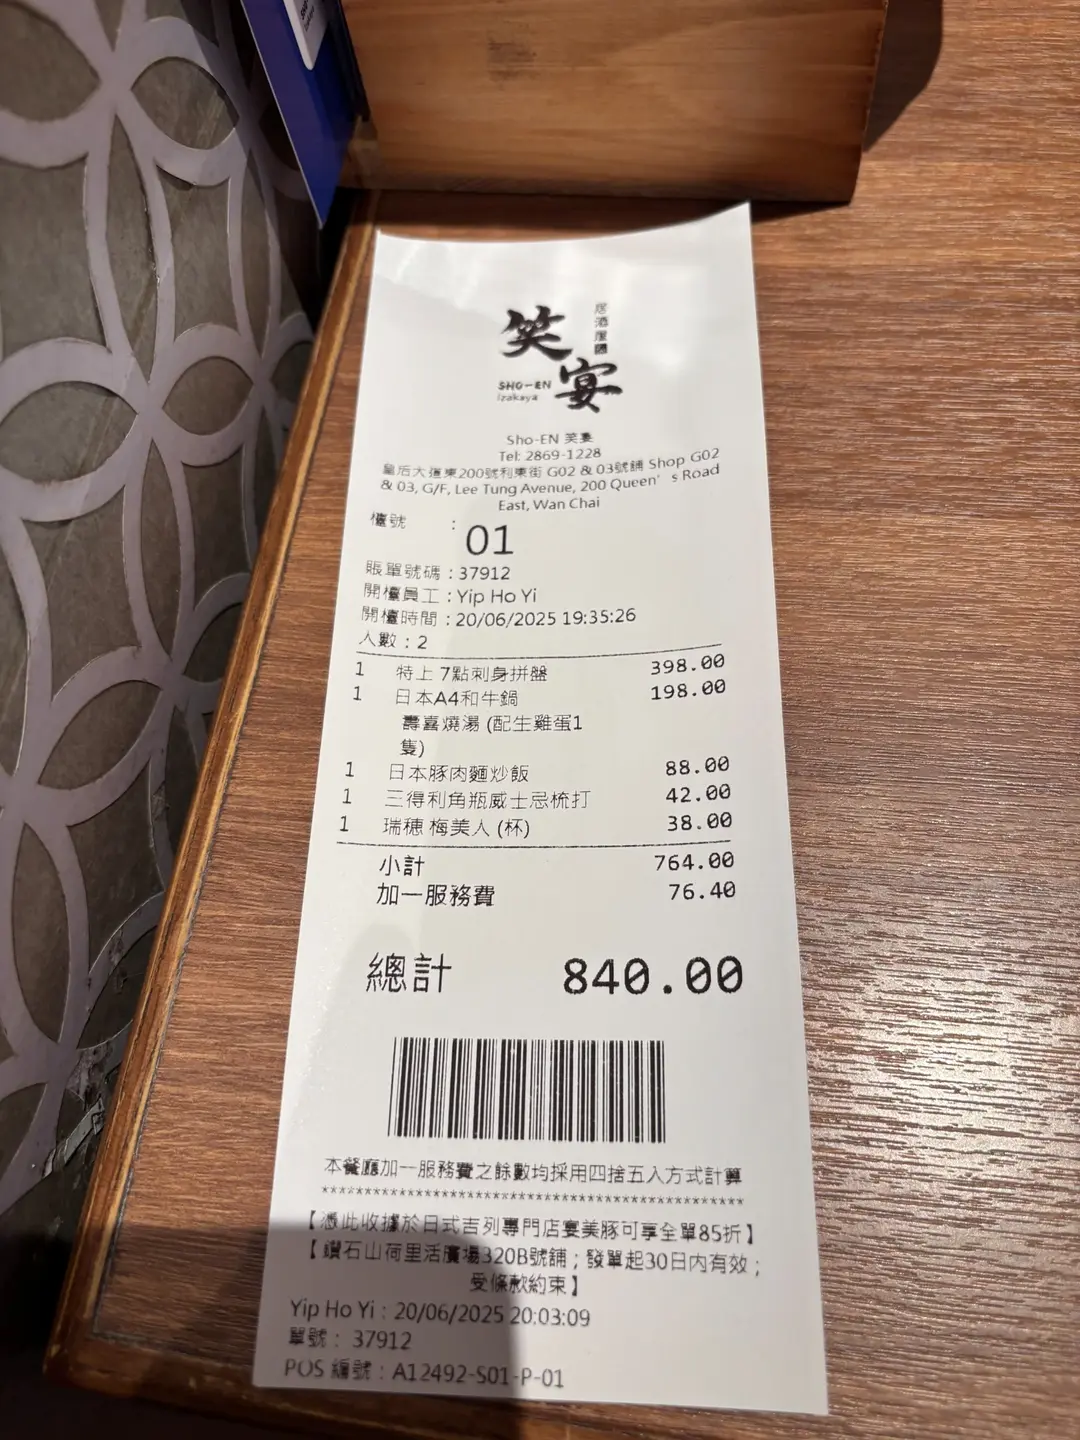 笑宴
居酒屋
SHO-EN
izakaya
Sho-EN 笑宴
Tel: 2869-1228
皇后大道東200號利東街 G02 & 03號舖 Shop G02
& 03, G/F, Lee Tung Avenue, 200 Queen's Road
East, Wan Chai
檯號 : 01
賬單號碼 : 37912
開檯員工 : Yip Ho Yi
開檯時間 : 20/06/2025 19:35:26
人數 : 2
1 特上 7點刺身拼盤 398.00
1 日本A4和牛鍋 198.00
壽喜燒湯 (配生雞蛋1
隻)
1 日本豚肉麵炒飯 88.00
1 三得利角瓶威士忌梳打 42.00
1 瑞穗 梅美人 (杯) 38.00
小計 764.00
加一服務費 76.40
總計 840.00
本餐廳加一服務費之餘數均採用四捨五入方式計算
**************************************************
【憑此收據於日式吉列專門店宴美豚可享全單85折】
【鑽石山荷里活廣場320B號舖；發單起30日內有效；
受條款約束】
Yip Ho Yi : 20/06/2025 20:03:09
單號 : 37912
POS 編號 : A12492-S01-P-01